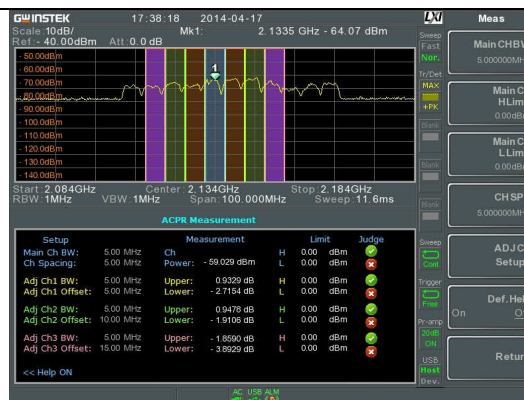 GWINSTEK 17:38:18 2014-04-17 LXI Meas
Scale:10dB/ Mk1: 2.1335 GHz - 64.07 dBm
Ref:- 40.00dBm Att:0.0 dB
Sweep
Fast
Nor.
Main CHBW
5.000000MH
- 50.00dBm
- 60.00dBm
- 70.00dBm
- 80.00dBm
- 90.00dBm
- 100.00dBm
- 110.00dBm
- 120.00dBm
- 130.00dBm
- 140.00dBm
1
Tr/Det
MAX
+PK
Blank
Blank
Blank
Main C
HLim
0.00dB
Main C
L Lim
0.00dB
Start:2.084GHz Center:2.134GHz Stop:2.184GHz
RBW:1MHz VBW:1MHz Span:100.000MHz Sweep:11.6ms
CH SP
5.000000MH
ACPR Measurement
Setup Measurement Limit Judge
Main Ch BW: 5.00 MHz Ch H 0.00 dBm
Ch Spacing: 5.00 MHz Power: - 59.029 dBm L 0.00 dBm
Adj Ch1 BW: 5.00 MHz Upper: 0.9329 dB H 0.00 dBm
Adj Ch1 Offset: 5.00 MHz Lower: - 2.7154 dB L 0.00 dBm
Adj Ch2 BW: 5.00 MHz Upper: 0.9478 dB H 0.00 dBm
Adj Ch2 Offset: 10.00 MHz Lower: - 1.9106 dB L 0.00 dBm
Adj Ch3 BW: 5.00 MHz Upper: - 1.8590 dB H 0.00 dBm
Adj Ch3 Offset: 15.00 MHz Lower: - 3.8929 dB L 0.00 dBm
<< Help ON
Sweep
Cont
Trigger
Free
Pr-amp
20dB
ON
USB
Host
Dev.
ADJ C
Setup
Def. Hel
On O
Retur
AC USB ALM